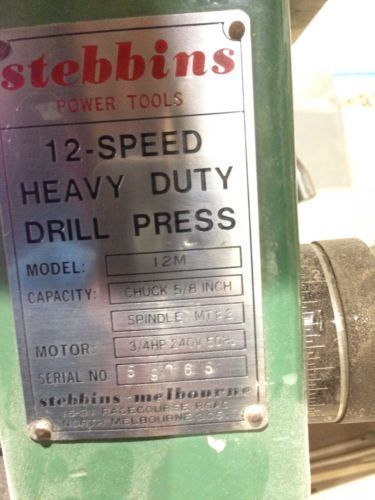 stebbins
POWER TOOLS
12-SPEED
HEAVY DUTY
DRILL PRESS
MODEL: 12M
CAPACITY: CHUCK 5/8 INCH
SPINDLE MT#2
MOTOR: 3/4HP 240V
SERIAL NO 59065
stebbins-melbourne
RACECOURSE ROAD
NORTH MELBOURNE